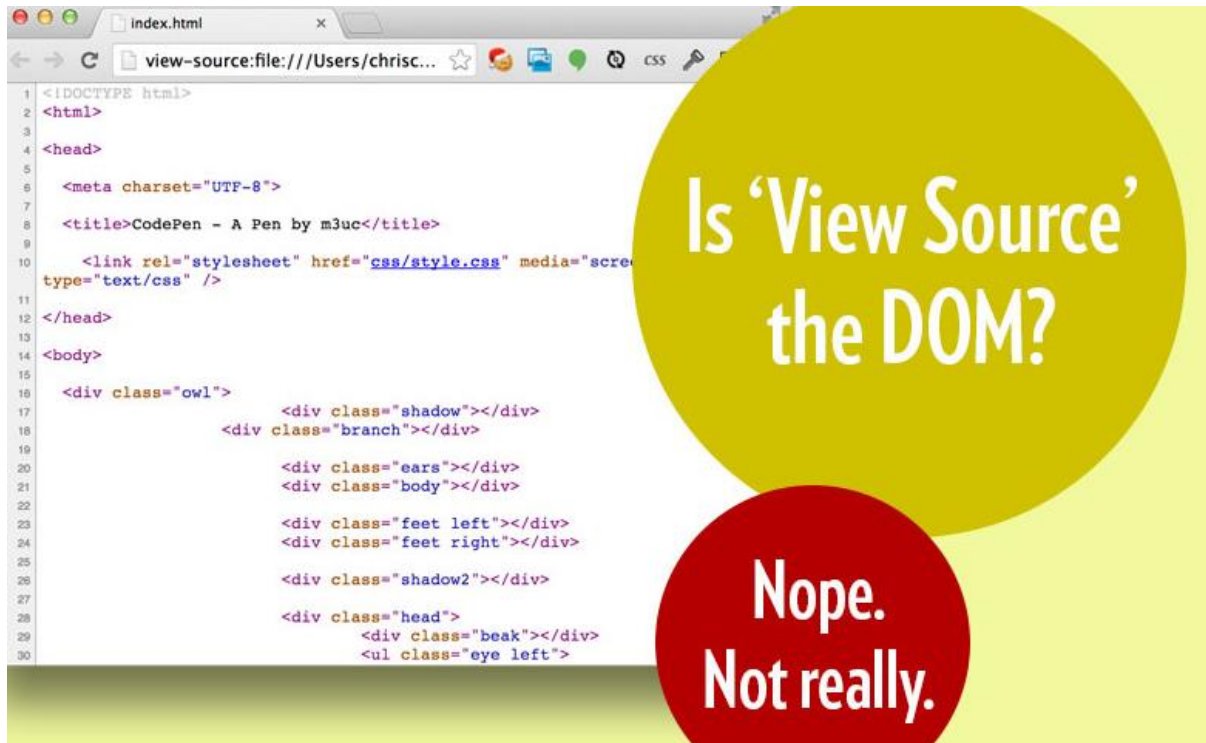 index.html
view-source:file:///Users/chrisc...
css
1 <!DOCTYPE html>
2 <html>
3
4 <head>
5
6 <meta charset="UTF-8">
7
8 <title>CodePen - A Pen by m3uc</title>
9
10 <link rel="stylesheet" href="css/style.css" media="scree
type="text/css" />
11
12 </head>
13
14 <body>
15
16 <div class="owl">
17 <div class="shadow"></div>
18 <div class="branch"></div>
19
20 <div class="ears"></div>
21 <div class="body"></div>
22
23 <div class="feet left"></div>
24 <div class="feet right"></div>
25
26 <div class="shadow2"></div>
27
28 <div class="head">
29 <div class="beak"></div>
30 <ul class="eye left">
Is ‘View Source’
the DOM?
Nope.
Not really.